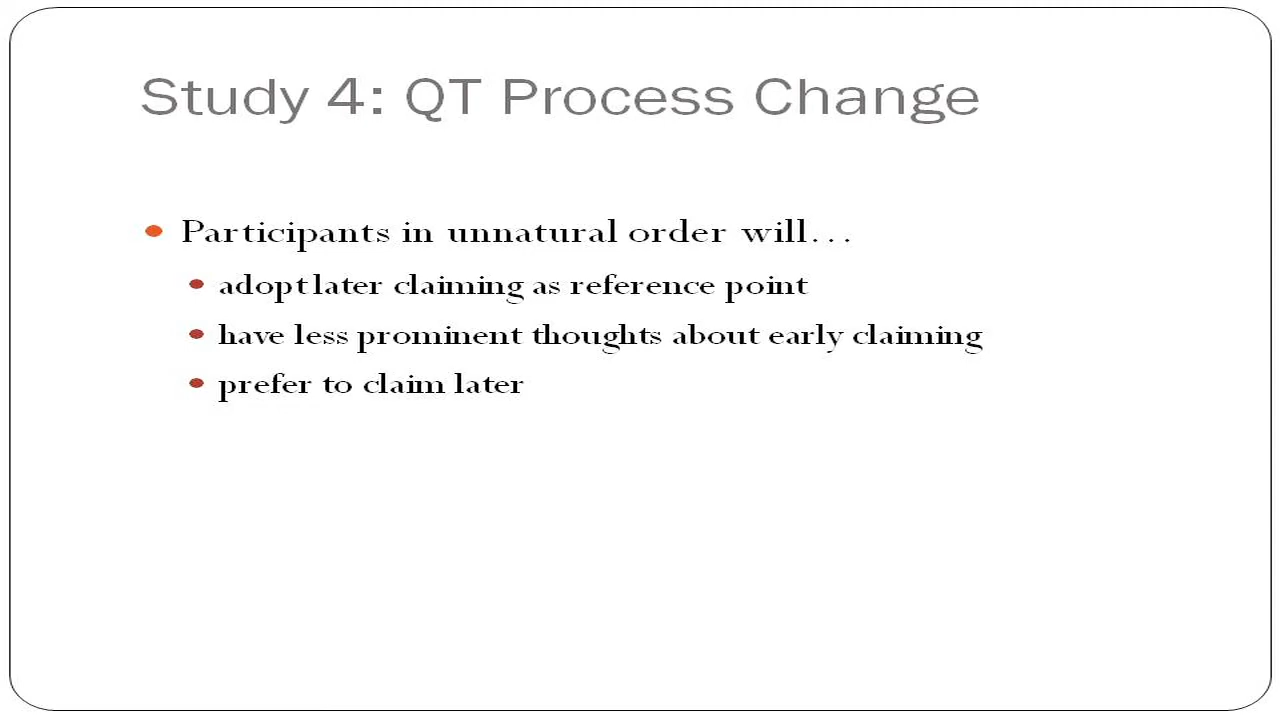 Study 4: QT Process Change
Participants in unnatural order will…
adopt later claiming as reference point
have less prominent thoughts about early claiming
prefer to claim later